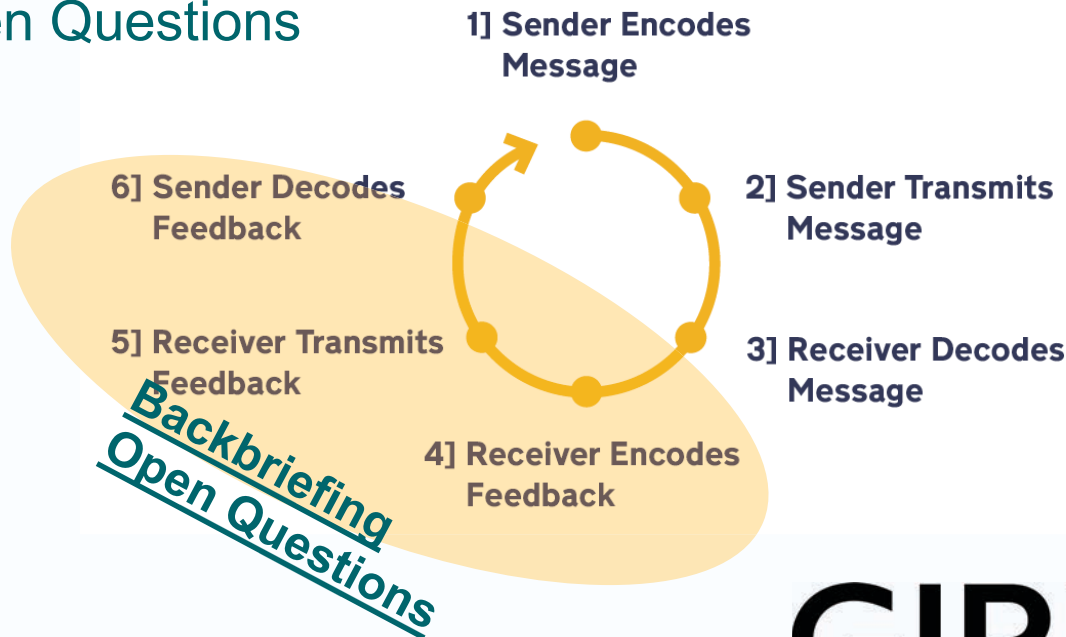 en Questions
1] Sender Encodes
Message
2] Sender Transmits
Message
3] Receiver Decodes
Message
4] Receiver Encodes
Feedback
5] Receiver Transmits
Feedback
6] Sender Decodes
Feedback
Backbriefing
Open Questions